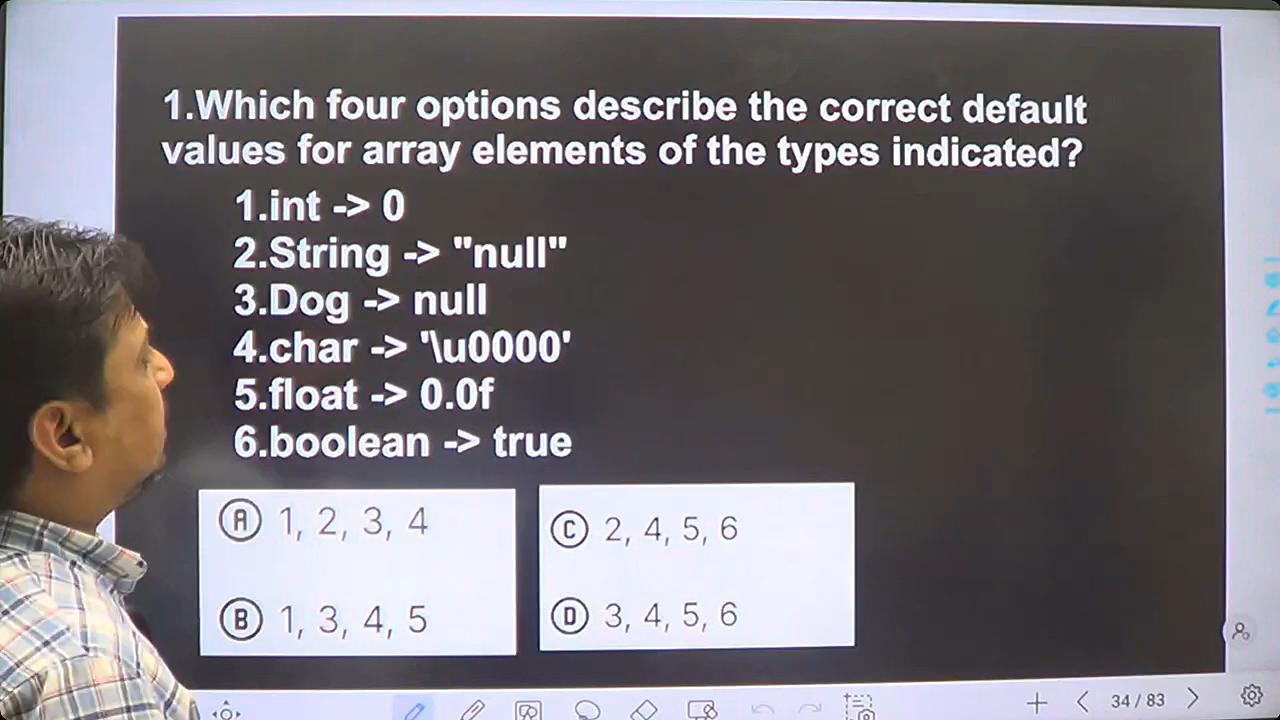 1.Which four options describe the correct default
values for array elements of the types indicated?
1.int -> 0
2.String -> "null"
3.Dog -> null
4.char -> '\u0000'
5.float -> 0.0f
6.boolean -> true
A 1, 2, 3, 4
B 1, 3, 4, 5
C 2, 4, 5, 6
D 3, 4, 5, 6
34 / 83